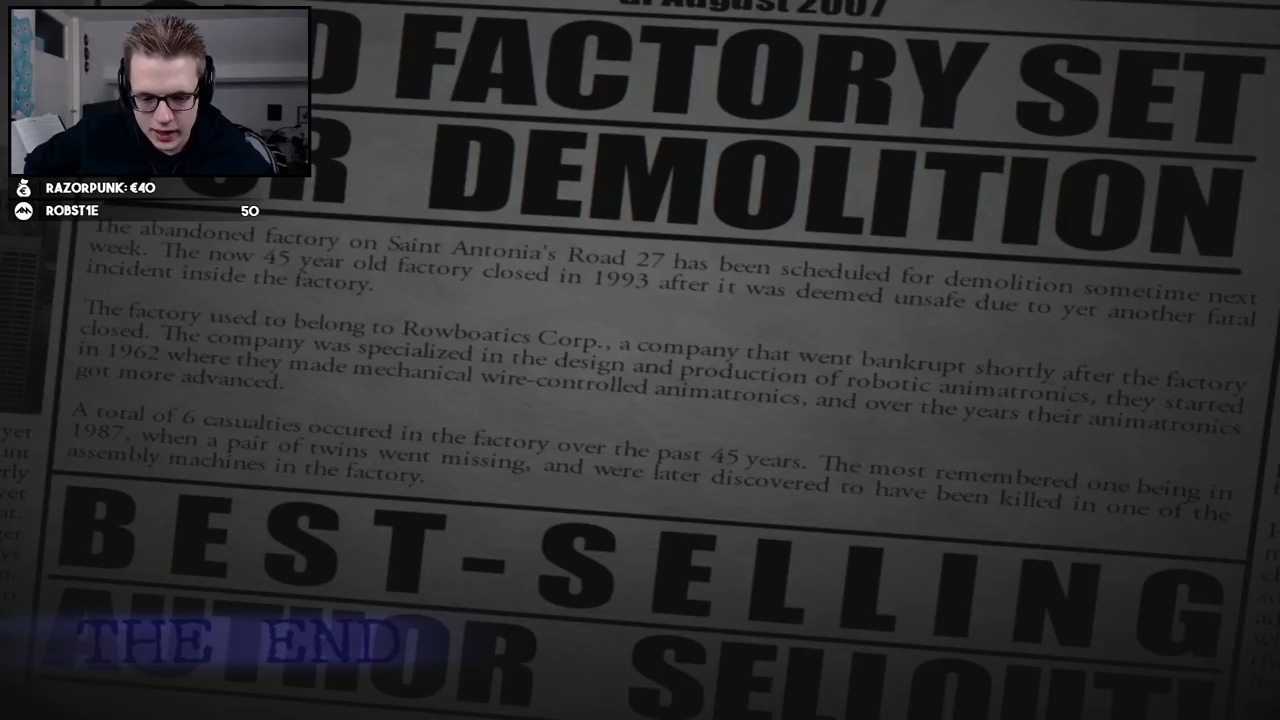 of August 2007
FACTORY SET
DEMOLITION
RAZORPUNK: €40
ROBST1E 50
The abandoned factory on Saint Antonia's Road 27 has been scheduled for demolition sometime next
week. The now 45 year old factory closed in 1993 after it was deemed unsafe due to yet another fatal
incident inside the factory.
The factory used to belong to Rowboatics Corp., a company that went bankrupt shortly after the factory
closed. The company was specialized in the design and production of robotic animatronics, they started
in 1962 where they made mechanical wire-controlled animatronics, and over the years their animatronics
got more advanced.
A total of 6 casualties occured in the factory over the past 45 years. The most remembered one being in
1987, when a pair of twins went missing, and were later discovered to have been killed in one of the
assembly machines in the factory.
BEST-SELLING
AUTHOR SELLOUT!
THE END